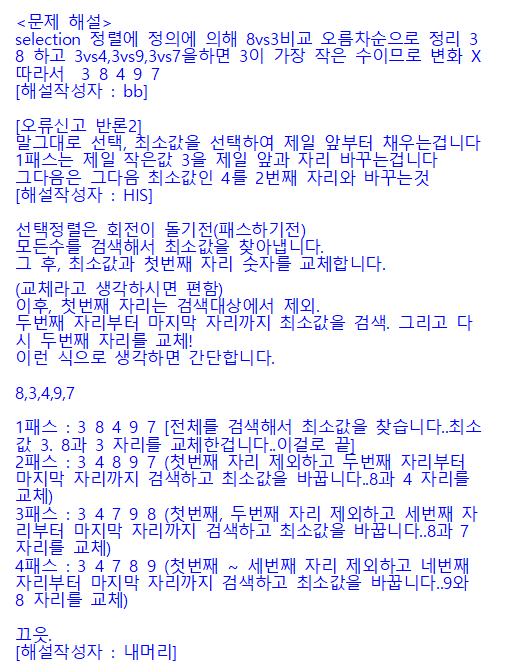 <문제 해설>
selection 정렬에 정의에 의해 8vs3비교 오름차순으로 정리 3
8 하고 3vs4,3vs9,3vs7을하면 3이 가장 작은 수이므로 변화 X
따라서  3 8 4 9 7
[해설작성자 : bb]

[오류신고 반론2]
말그대로 선택, 최소값을 선택하여 제일 앞부터 채우는겁니다
1패스는 제일 작은값 3을 제일 앞과 자리 바꾸는겁니다
그다음은 그다음 최소값인 4를 2번째 자리와 바꾸는것
[해설작성자 : HIS]

선택정렬은 회전이 돌기전(패스하기전)
모든수를 검색해서 최소값을 찾아냅니다.
그 후, 최소값과 첫번째 자리 숫자를 교체합니다.
(교체라고 생각하시면 편함)
이후, 첫번째 자리는 검색대상에서 제외.
두번째 자리부터 마지막 자리까지 최소값을 검색. 그리고 다
시 두번째 자리를 교체!
이런 식으로 생각하면 간단합니다.

8,3,4,9,7

1패스 : 3 8 4 9 7 [전체를 검색해서 최소값을 찾습니다..최소
값 3. 8과 3 자리를 교체한겁니다..이걸로 끝]
2패스 : 3 4 8 9 7 (첫번째 자리 제외하고 두번째 자리부터
마지막 자리까지 검색하고 최소값을 바꿉니다..8과 4 자리를
교체)
3패스 : 3 4 7 9 8 (첫번째, 두번째 자리 제외하고 세번째 자
리부터 마지막 자리까지 검색하고 최소값을 바꿉니다..8과 7
자리를 교체)
4패스 : 3 4 7 8 9 (첫번째 ~ 세번째 자리 제외하고 네번째
자리부터 마지막 자리까지 검색하고 최소값을 바꿉니다..9와
8 자리를 교체)

끄읏.
[해설작성자 : 내머리]